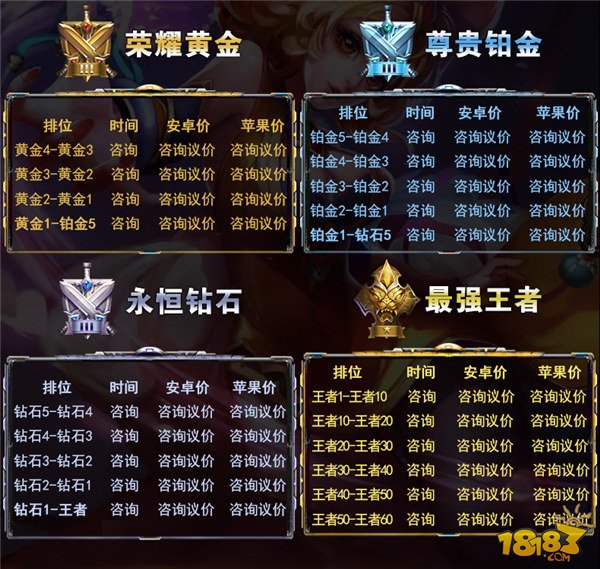 荣耀黄金
排位 时间 安卓价 苹果价
黄金4-黄金3 咨询 咨询议价 咨询议价
黄金3-黄金2 咨询 咨询议价 咨询议价
黄金2-黄金1 咨询 咨询议价 咨询议价
黄金1-铂金5 咨询 咨询议价 咨询议价
尊贵铂金
排位 时间 安卓价 苹果价
铂金5-铂金4 咨询 咨询议价 咨询议价
铂金4-铂金3 咨询 咨询议价 咨询议价
铂金3-铂金2 咨询 咨询议价 咨询议价
铂金2-铂金1 咨询 咨询议价 咨询议价
铂金1-钻石5 咨询 咨询议价 咨询议价
永恒钻石
排位 时间 安卓价 苹果价
钻石5-钻石4 咨询 咨询议价 咨询议价
钻石4-钻石3 咨询 咨询议价 咨询议价
钻石3-钻石2 咨询 咨询议价 咨询议价
钻石2-钻石1 咨询 咨询议价 咨询议价
钻石1-王者 咨询 咨询议价 咨询议价
最强王者
排位 时间 安卓价 苹果价
王者1-王者10 咨询 咨询议价 咨询议价
王者10-王者20 咨询 咨询议价 咨询议价
王者20-王者30 咨询 咨询议价 咨询议价
王者30-王者40 咨询 咨询议价 咨询议价
王者40-王者50 咨询 咨询议价 咨询议价
王者50-王者60 咨询 咨询议价 咨询议价
18183
.COM